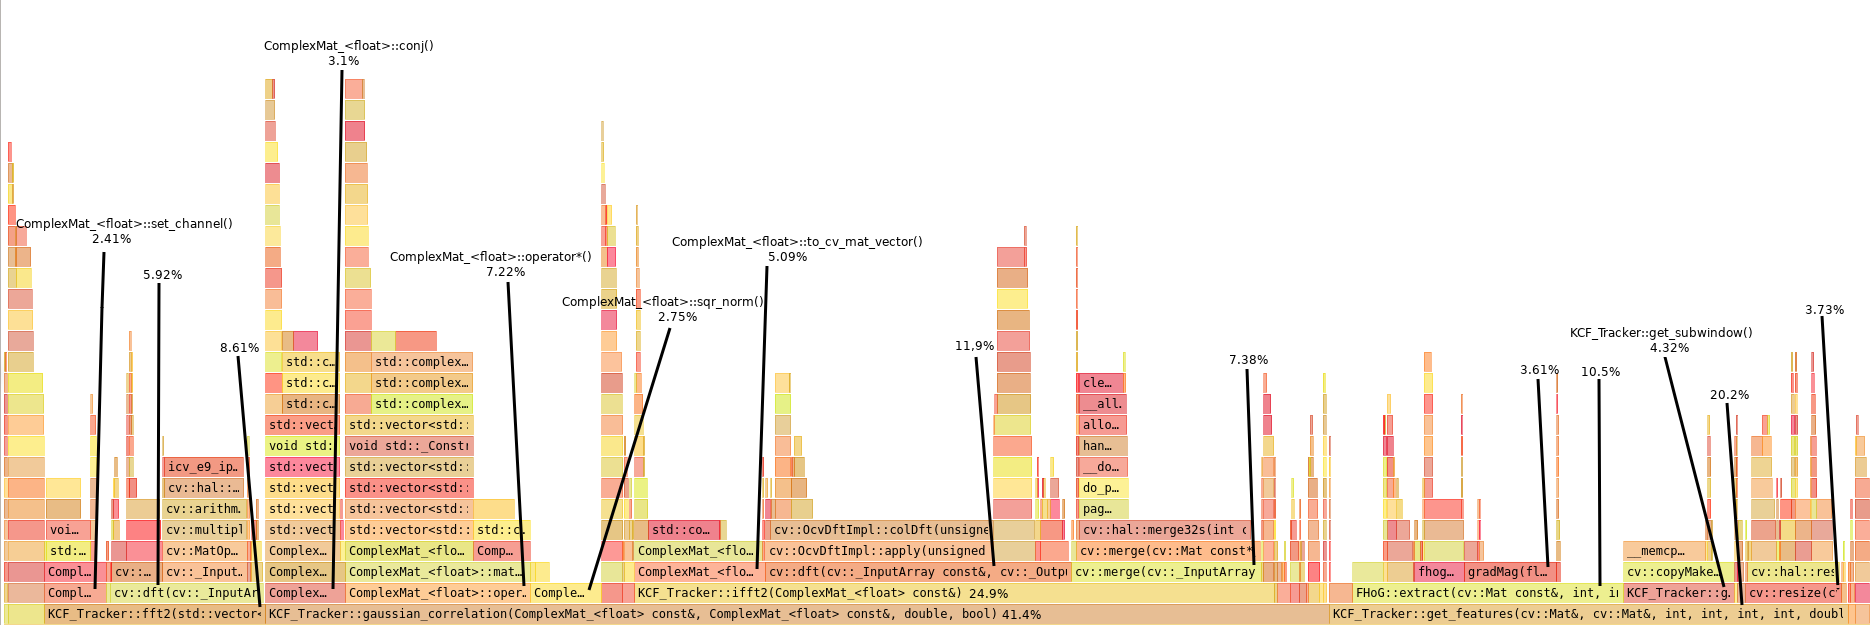 ComplexMat_<float>::conj()
3.1%
ComplexMat_<float>::set_channel()
2.41%
ComplexMat_<float>::to_cv_mat_vector()
5.09%
ComplexMat_<float>::operator*()
7.22%
5.92%
ComplexMat_<float>::sqr_norm()
2.75%
3.73%
KCF_Tracker::get_subwindow()
4.32%
8.61%
11,9%
7.38%
3.61%
10.5%
20.2%
std::c…
std::complex…
std::c…
std::complex…
cle…
std::c…
std::complex…
__all.
std::vect
std::vector<std::
allo…
void std:
void std::_Constr
han…
icv_e9_ip…
std::vect
std::vector<std::
__do…
cv::hal::…
std::vect
std::vector<std::
do_p…
cv::arithm.
std::vect
std::vector<std::
pag…
voi…
cv::multipl
std::vect
std::vector<std::
std::c…
std::co…
cv::OcvDftImpl::colDft(unsigne
cv::hal::merge32s(int c
std:…
cv::MatOp…
Complex…
ComplexMat_<flo…
Comp…
ComplexMat_<flo…
cv::OcvDftImpl::apply(unsigned
cv::merge(cv::Mat const*
__memcp…
Compl…
cv::…
cv::_Input.
Complex…
ComplexMat_<float>::mat…
ComplexMat_<flo…
cv::dft(cv::_InputArray const&, cv::_Outpu
cv::merge(cv::_InputArray
fhog…
gradMag(fl…
cv::copyMake…
cv::hal::res
Compl…
cv::dft(cv::_InputAr
Complex…
ComplexMat_<float>::oper.
Comple…
KCF_Tracker::ifft2(ComplexMat_<float> const&) 24.9%
FHoG::extract(cv::Mat const&, int, in
KCF_Tracker::g.
cv::resize(c
KCF_Tracker::fft2(std::vector<
KCF_Tracker::gaussian_correlation(ComplexMat_<float> const&, ComplexMat_<float> const&, double, bool) 41.4%
KCF_Tracker::get_features(cv::Mat&, cv::Mat&, int, int, int, int, doubl